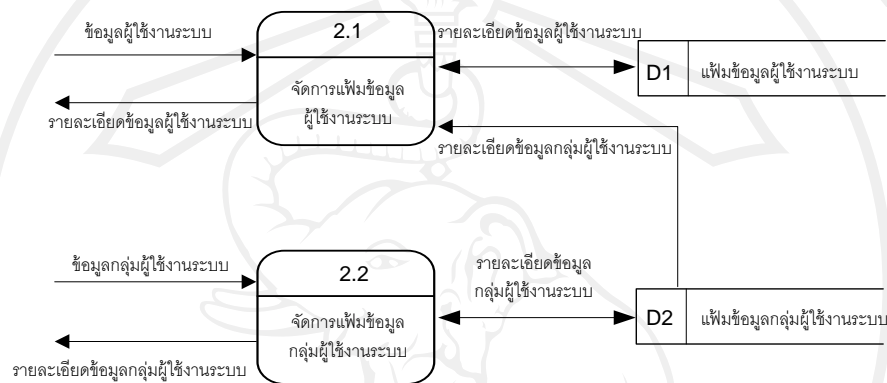 ข้อมูลผู้ใช้งานระบบ
2.1
รายละเอียดข้อมูลผู้ใช้งานระบบ
จัดการแฟ้มข้อมูล
ผู้ใช้งานระบบ
D1
แฟ้มข้อมูลผู้ใช้งานระบบ
รายละเอียดข้อมูลผู้ใช้งานระบบ
รายละเอียดข้อมูลกลุ่มผู้ใช้งานระบบ
ข้อมูลกลุ่มผู้ใช้งานระบบ
2.2
รายละเอียดข้อมูล
กลุ่มผู้ใช้งานระบบ
จัดการแฟ้มข้อมูล
กลุ่มผู้ใช้งานระบบ
D2
แฟ้มข้อมูลกลุ่มผู้ใช้งานระบบ
รายละเอียดข้อมูลกลุ่มผู้ใช้งานระบบ